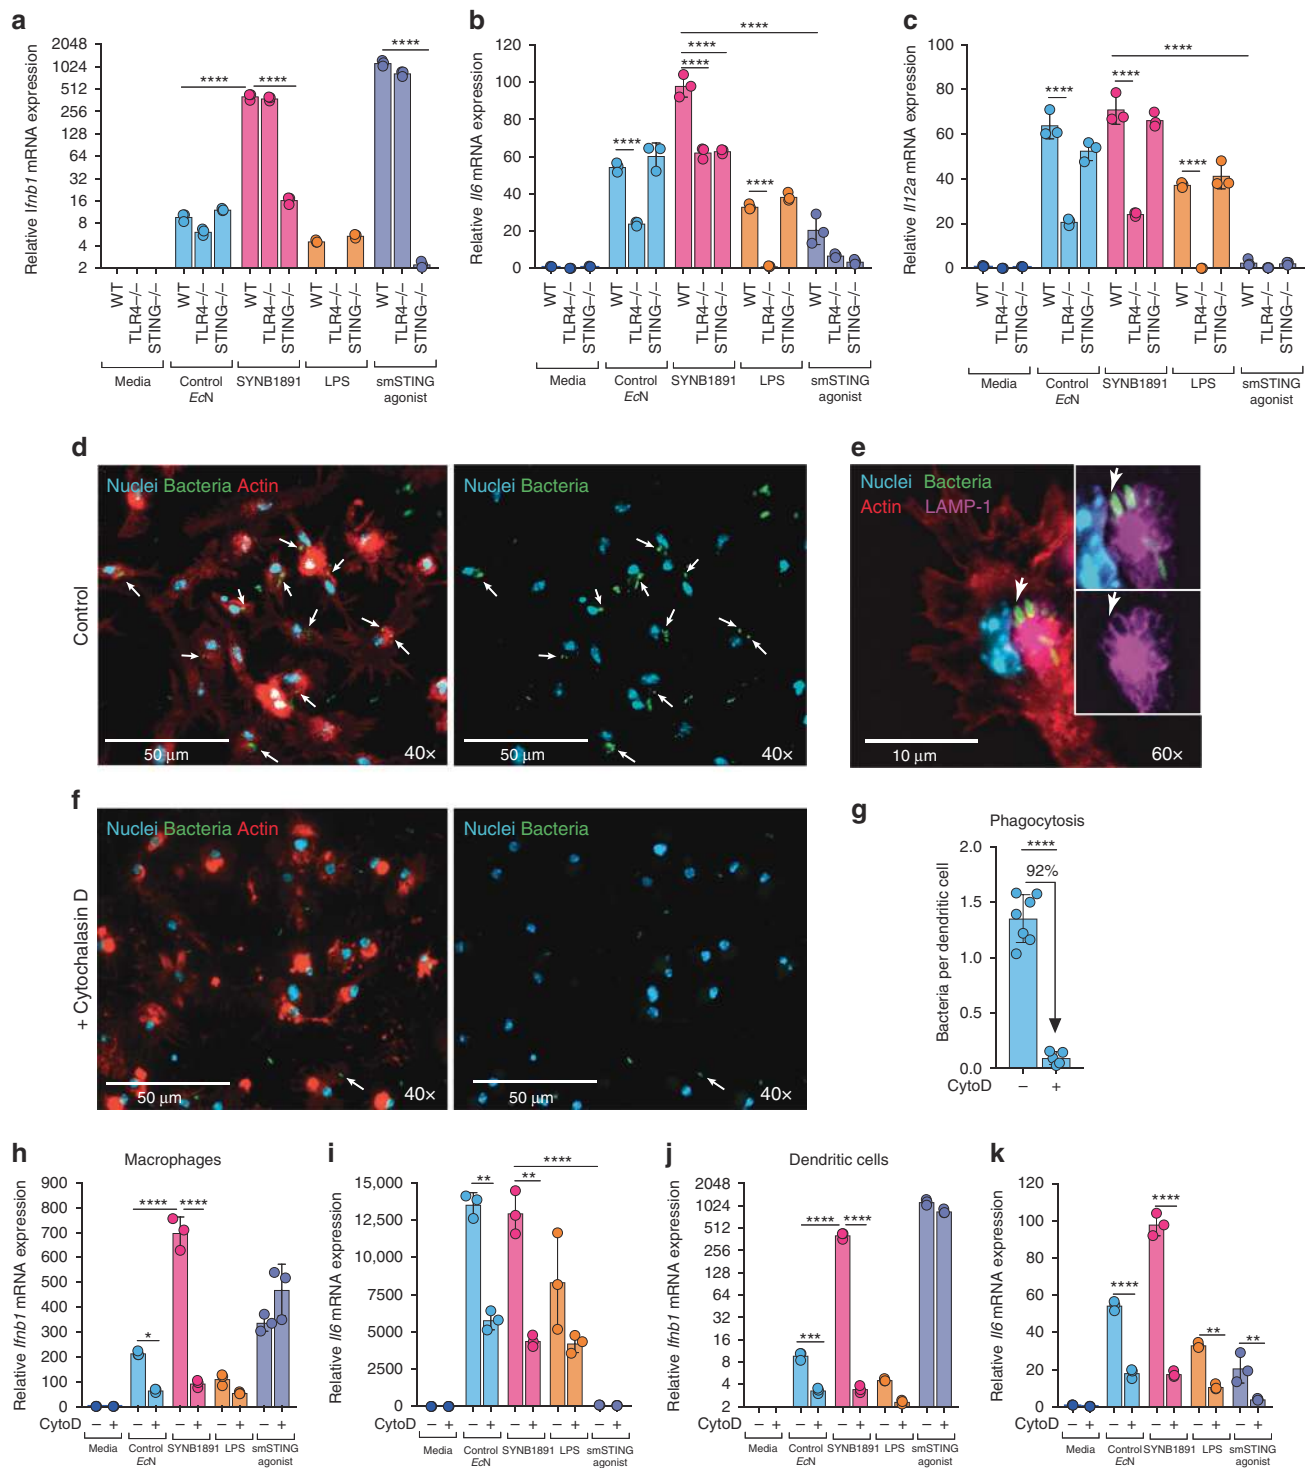 a
Relative Ifnb1 mRNA expression
2048
1024
512
256
128
64
32
16
8
4
2
****
****
****
WT
TLR4–/–
STING–/–
WT
TLR4–/–
STING–/–
WT
TLR4–/–
STING–/–
WT
TLR4–/–
STING–/–
WT
TLR4–/–
STING–/–
Media
Control
EcN
SYNB1891
LPS
smSTING
agonist
b
Relative Il6 mRNA expression
120
100
80
60
40
20
0
****
****
****
****
****
WT
TLR4–/–
STING–/–
WT
TLR4–/–
STING–/–
WT
TLR4–/–
STING–/–
WT
TLR4–/–
STING–/–
WT
TLR4–/–
STING–/–
Media
Control
EcN
SYNB1891
LPS
smSTING
agonist
c
Relative Il12a mRNA expression
100
80
60
40
20
0
****
****
****
****
WT
TLR4–/–
STING–/–
WT
TLR4–/–
STING–/–
WT
TLR4–/–
STING–/–
WT
TLR4–/–
STING–/–
WT
TLR4–/–
STING–/–
Media
Control
EcN
SYNB1891
LPS
smSTING
agonist
d
Control
Nuclei Bacteria Actin
50 μm
40×
Nuclei Bacteria
50 μm
40×
e
Nuclei Bacteria
Actin LAMP-1
10 μm
60×
f
+ Cytochalasin D
Nuclei Bacteria Actin
50 μm
40×
Nuclei Bacteria
50 μm
40×
g
Phagocytosis
Bacteria per dendritic cell
2.0
1.5
1.0
0.5
0.0
****
92%
CytoD – +
h
Macrophages
Relative Ifnb1 mRNA expression
900
800
700
600
500
400
300
200
100
0
****
****
*
CytoD – + – + – + – + – +
Media
Control
EcN
SYNB1891
LPS
smSTING
agonist
i
Relative Il6 mRNA expression
15,000
12,500
10,000
7500
5000
2500
0
****
**
**
CytoD – + – + – + – + – +
Media
Control
EcN
SYNB1891
LPS
smSTING
agonist
j
Dendritic cells
Relative Ifnb1 mRNA expression
2048
1024
512
256
128
64
32
16
8
4
2
****
****
***
CytoD – + – + – + – + – +
Media
Control
EcN
SYNB1891
LPS
smSTING
agonist
k
Relative Il6 mRNA expression
120
100
80
60
40
20
0
****
****
**
**
CytoD – + – + – + – + – +
Media
Control
EcN
SYNB1891
LPS
smSTING
agonist